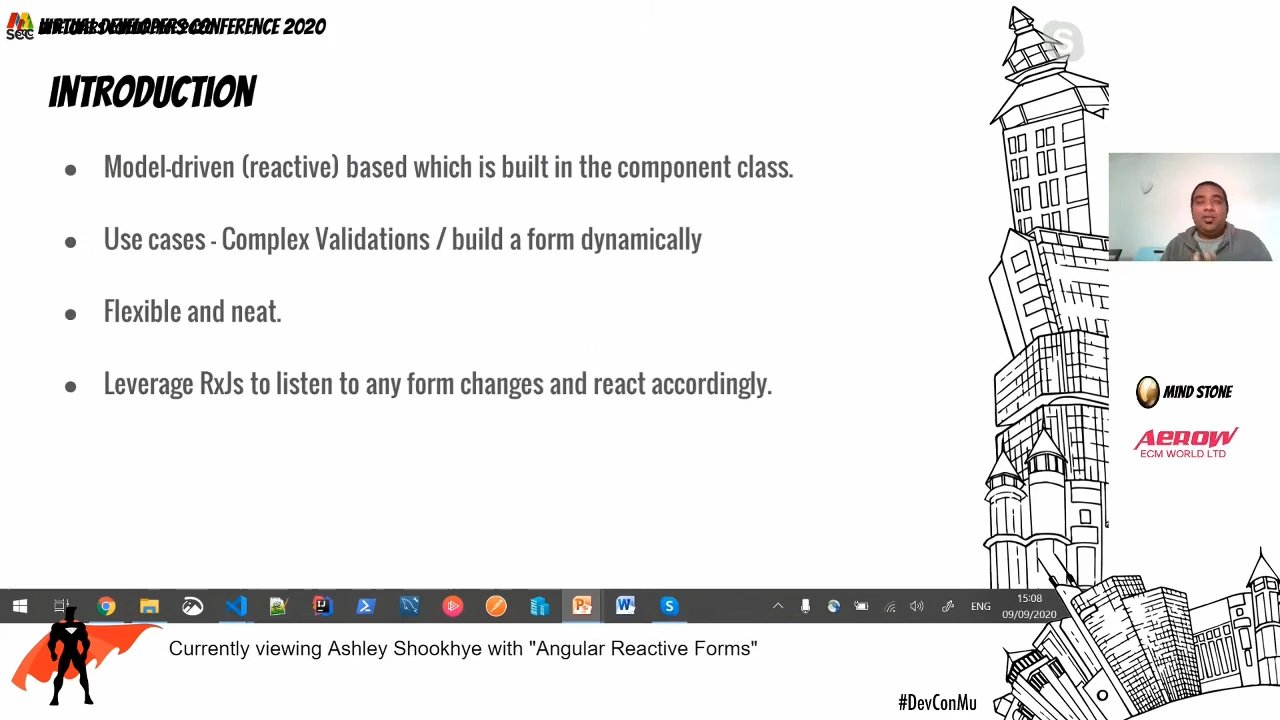 VIRTUAL DEVELOPERS CONFERENCE 2020
INTRODUCTION
● Model-driven (reactive) based which is built in the component class.
● Use cases - Complex Validations / build a form dynamically
● Flexible and neat.
● Leverage RxJs to listen to any form changes and react accordingly.
MIND STONE
AEROW
ECM WORLD LTD
ENG
15:08
09/09/2020
Currently viewing Ashley Shookhye with "Angular Reactive Forms"
#DevConMu